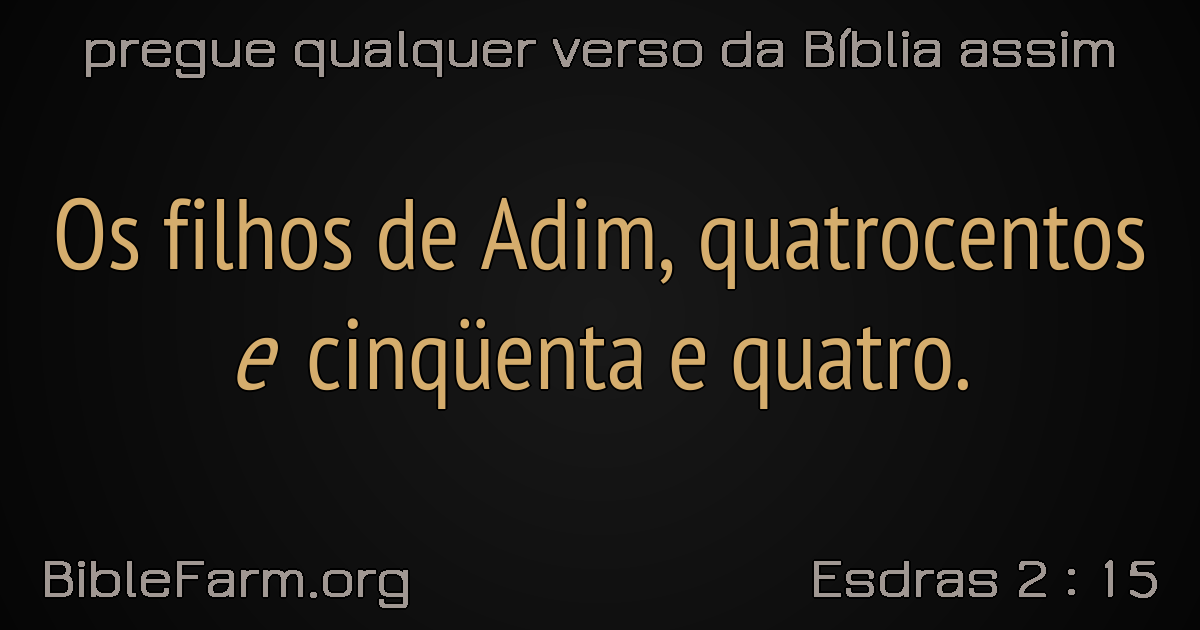 pregue qualquer verso da Bíblia assim
Os filhos de Adim, quatrocentos
e cinqüenta e quatro.
BibleFarm.org
Esdras 2 : 15